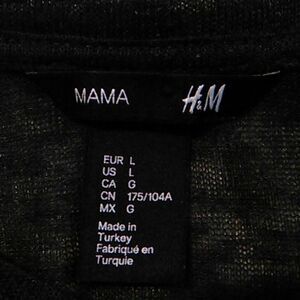 MAMA H&M
EUR L
US L
CA G
CN 175/104A
MX G
Made in
Turkey
Fabriqué en
Turquie